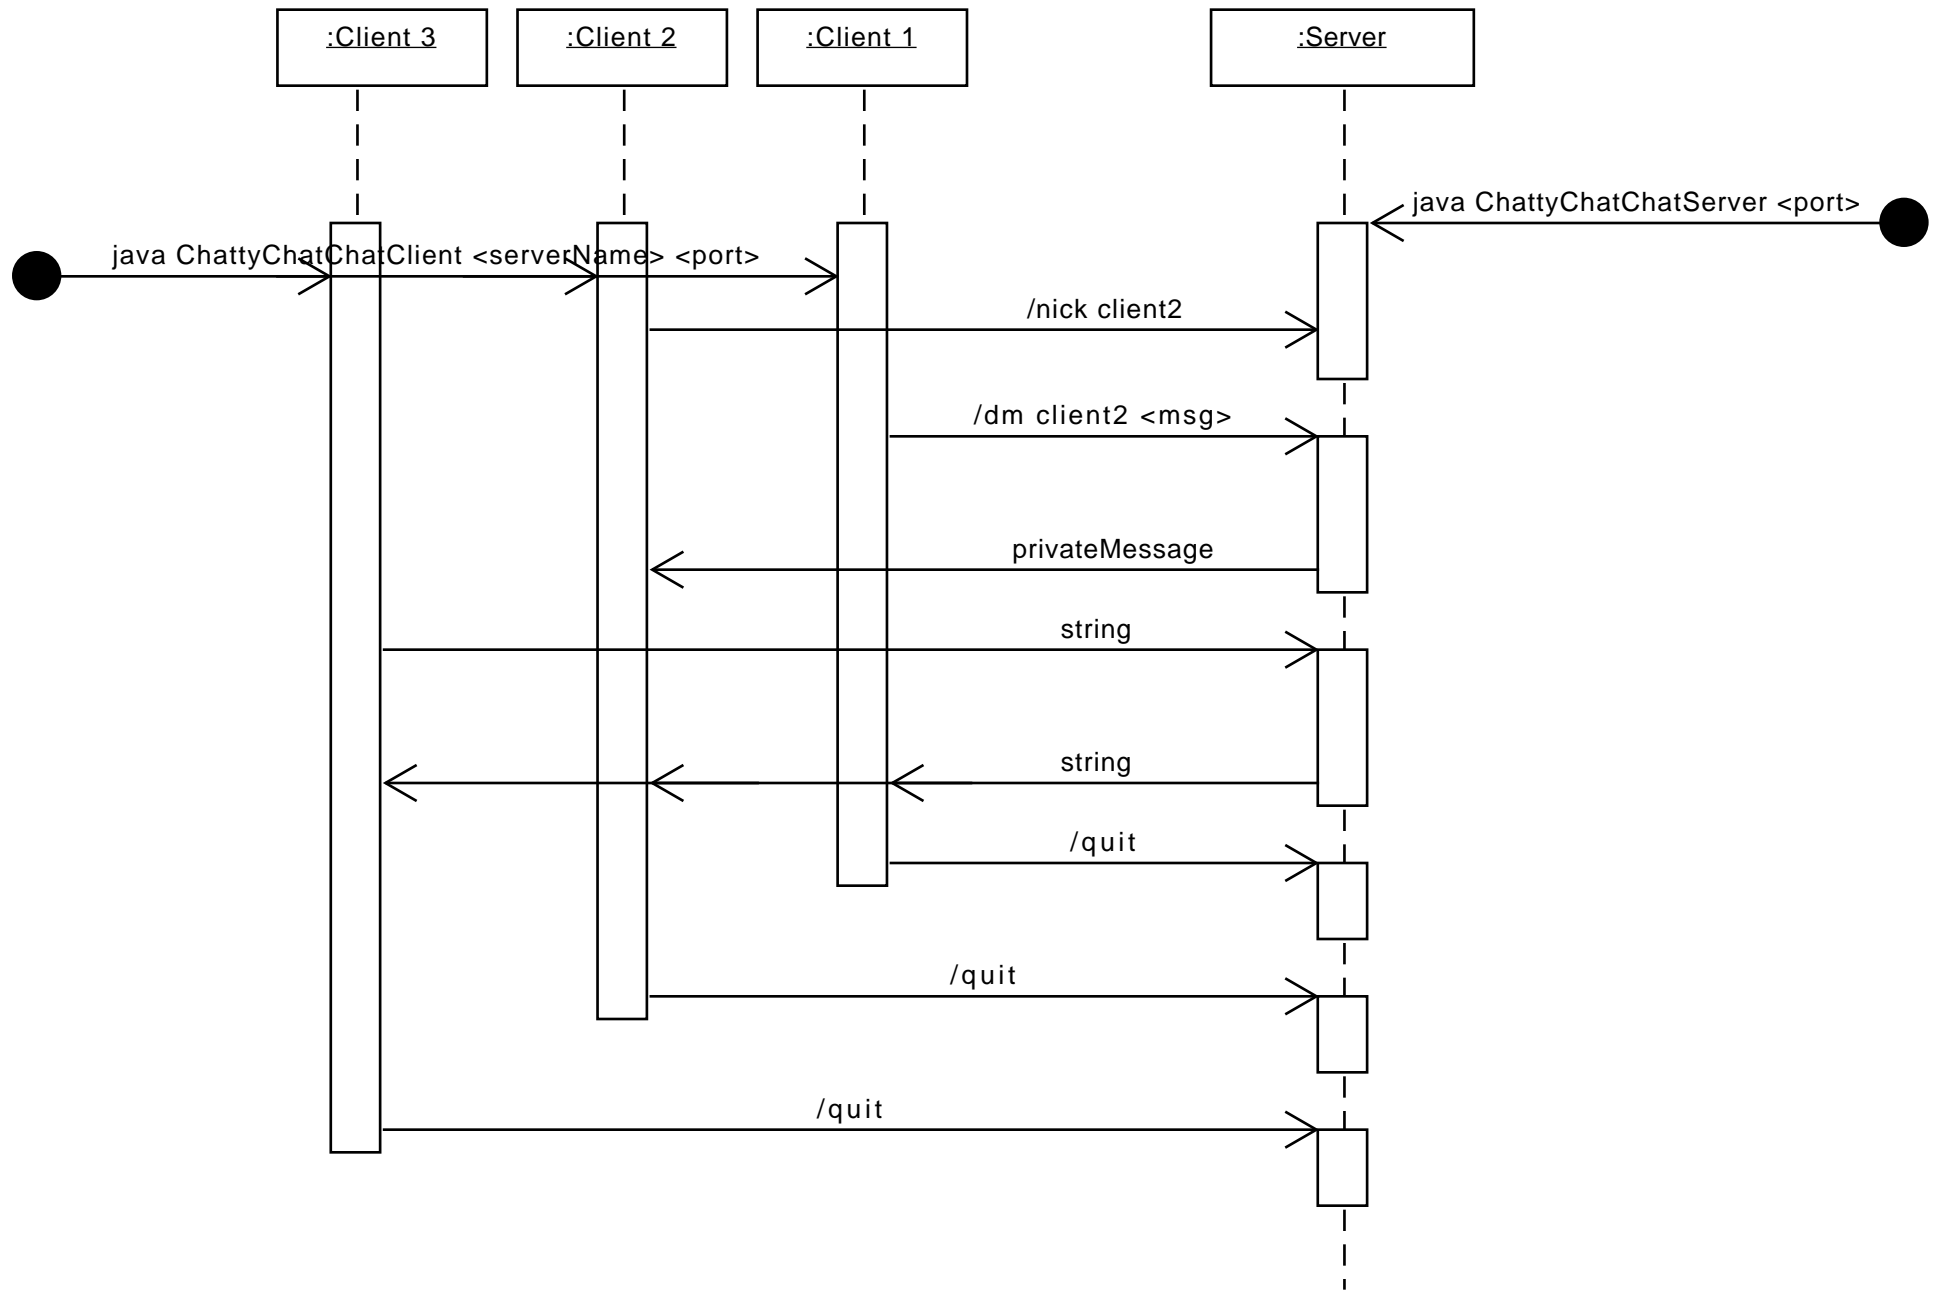 :Client 3
:Client 2
:Client 1
:Server
java ChattyChatChatServer <port>
java ChattyChatChatClient <serverName> <port>
/nick client2
/dm client2 <msg>
privateMessage
string
string
/quit
/quit
/quit